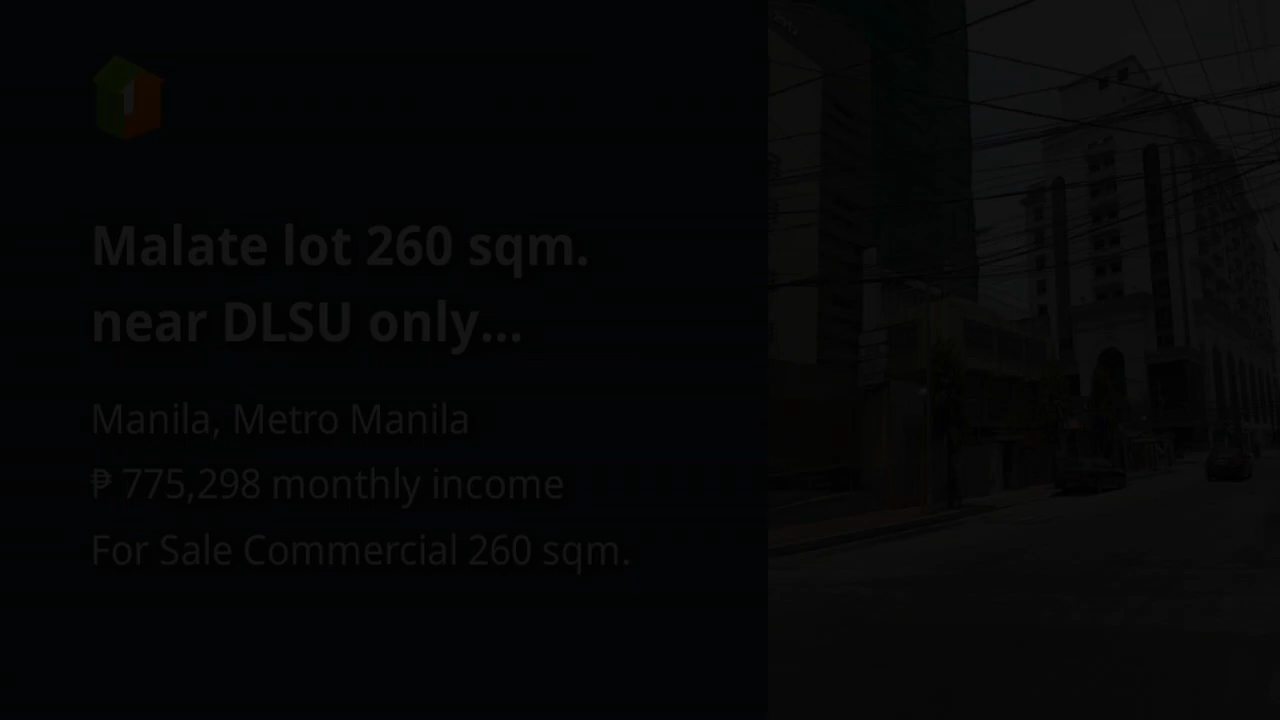 Malate lot 260 sqm.
near DLSU only...
Manila, Metro Manila
₱ 775,298 monthly income
For Sale Commercial 260 sqm.